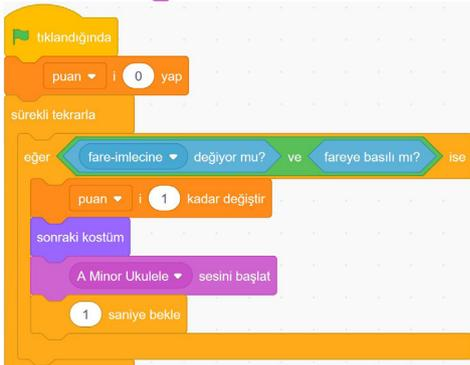 tıklandığında
puan i 0 yap
sürekli tekrarla
eğer fare-imlecine değiyor mu? ve fareye basılı mı? ise
puan i 1 kadar değiştir
sonraki kostüm
A Minor Ukulele sesini başlat
1 saniye bekle